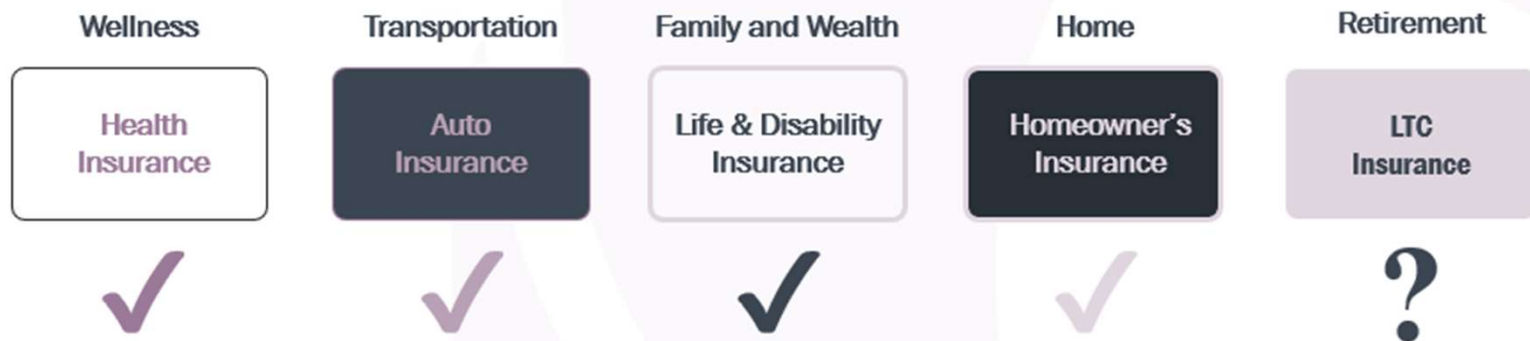 Wellness
Transportation
Family and Wealth
Home
Retirement
Health
Insurance
Auto
Insurance
Life & Disability
Insurance
Homeowner's
Insurance
LTC
Insurance
?